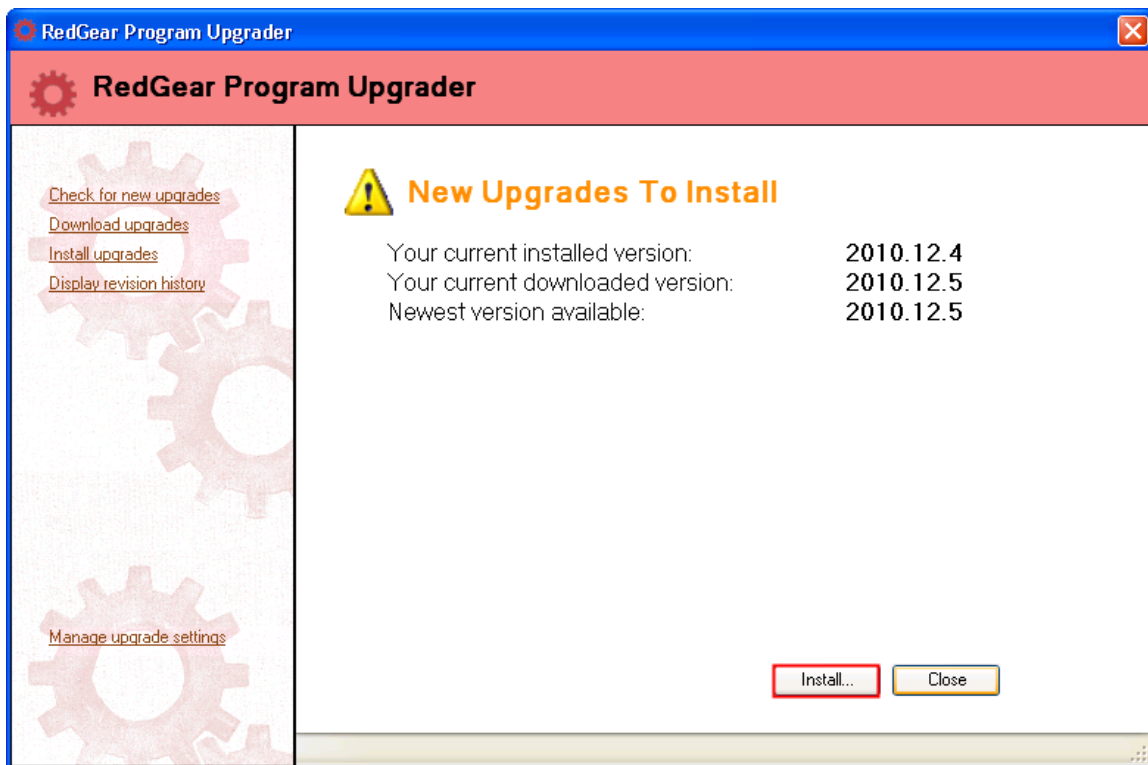 RedGear Program Upgrader
RedGear Program Upgrader
Check for new upgrades
Download upgrades
Install upgrades
Display revision history
Manage upgrade settings
New Upgrades To Install
Your current installed version: 2010.12.4
Your current downloaded version: 2010.12.5
Newest version available: 2010.12.5
Install... Close